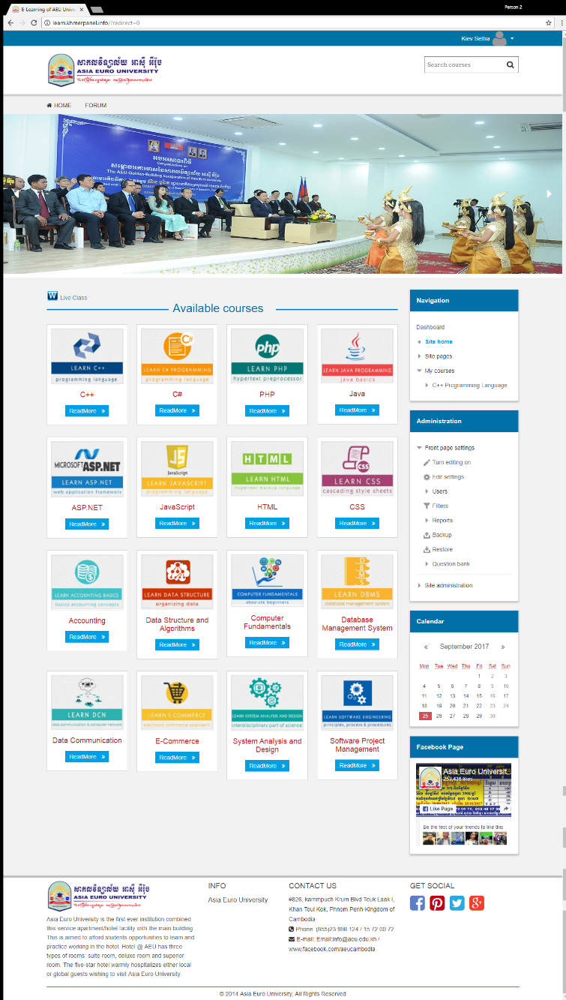 E-Learning of AEU Unive
Person 2
learn.khmerpanel.info/?redirect=0
Kiev Setha
សាកលវិទ្យាល័យ អាស៊ី អឺរ៉ុប
ASIA EURO UNIVERSITY
Search courses
HOME
FORUM
Congratulations on
The AEU-Golden-Building Inauguration of Asia Euro University
Live Class
Available courses
LEARN C++
programming language
C++
ReadMore »
LEARN C# PROGRAMMING
programming language
C#
ReadMore »
php
LEARN PHP
hypertext preprocessor
PHP
ReadMore »
Java
LEARN JAVA PROGRAMMING
java basics
Java
ReadMore »
MICROSOFT ASP.NET
LEARN ASP.NET
web application framework
ASP.NET
ReadMore »
JS
JavaScript
LEARN JAVASCRIPT
programming language
JavaScript
ReadMore »
HTML
LEARN HTML
hypertext markup language
HTML
ReadMore »
CSS
LEARN CSS
cascading style sheets
CSS
ReadMore »
LEARN ACCOUNTING BASICS
basics accounting concepts
Accounting
ReadMore »
LEARN DATA STRUCTURE
organizing data
Data Structure and
Algorithms
ReadMore »
COMPUTER FUNDAMENTALS
absolute beginners
Computer
Fundamentals
ReadMore »
DBMS
LEARN DBMS
database management system
Database
Management System
ReadMore »
LEARN DCN
data communication & computer network
Data Communication
ReadMore »
LEARN E-COMMERCE
electronic commerce approach
E-Commerce
ReadMore »
LEARN SYSTEM ANALYSIS AND DESIGN
interdisciplinary part of science
System Analysis and
Design
ReadMore »
LEARN SOFTWARE ENGINEERING
principles, process & procedures
Software Project
Management
ReadMore »
Navigation
Dashboard
Site home
Site pages
My courses
C++ Programming Language
Administration
Front page settings
Turn editing on
Edit settings
Users
Filters
Reports
Backup
Restore
Question bank
Site administration
Calendar
« September 2017 »
Mon Tue Wed Thu Fri Sat Sun
1 2 3
4 5 6 7 8 9 10
11 12 13 14 15 16 17
18 19 20 21 22 23 24
25 26 27 28 29 30
Facebook Page
Asia Euro Universit...
253,436 likes
Like Page
Be the first of your friends to like this
សាកលវិទ្យាល័យ អាស៊ី អឺរ៉ុប
ASIA EURO UNIVERSITY
Asia Euro University is the first ever institution combined
this service apartment/hotel facility with the main building.
This is aimed to afford students opportunities to learn and
practice working in the hotel. Hotel @ AEU has three
types of rooms: suite room, deluxe room and superior
room. The five-star hotel warmly hospitalizes either local
or global guests wishing to visit Asia Euro University.
INFO
Asia Euro University
CONTACT US
#826, kammpuch Krum Blvd Teuk Laak I,
Khan Toul Kok, Phnom Penh-Kingdom of
Cambodia
Phone: (855)23 998 124 / 15 72 00 72
E-mail: Email:info@aeu.edu.kh /
www.facebook.com/aeucambodia
GET SOCIAL
© 2014 Asia Euro University, All Rights Reserved